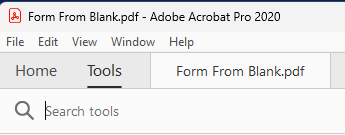 Form From Blank.pdf - Adobe Acrobat Pro 2020
File Edit View Window Help
Home Tools Form From Blank.pdf
Search tools